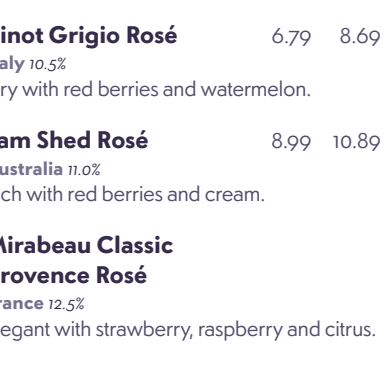 inot Grigio Rosé 6.79 8.69
aly 10.5%
ry with red berries and watermelon.
am Shed Rosé 8.99 10.89
ustralia 11.0%
ch with red berries and cream.
Mirabeau Classic
rovence Rosé
rance 12.5%
egant with strawberry, raspberry and citrus.